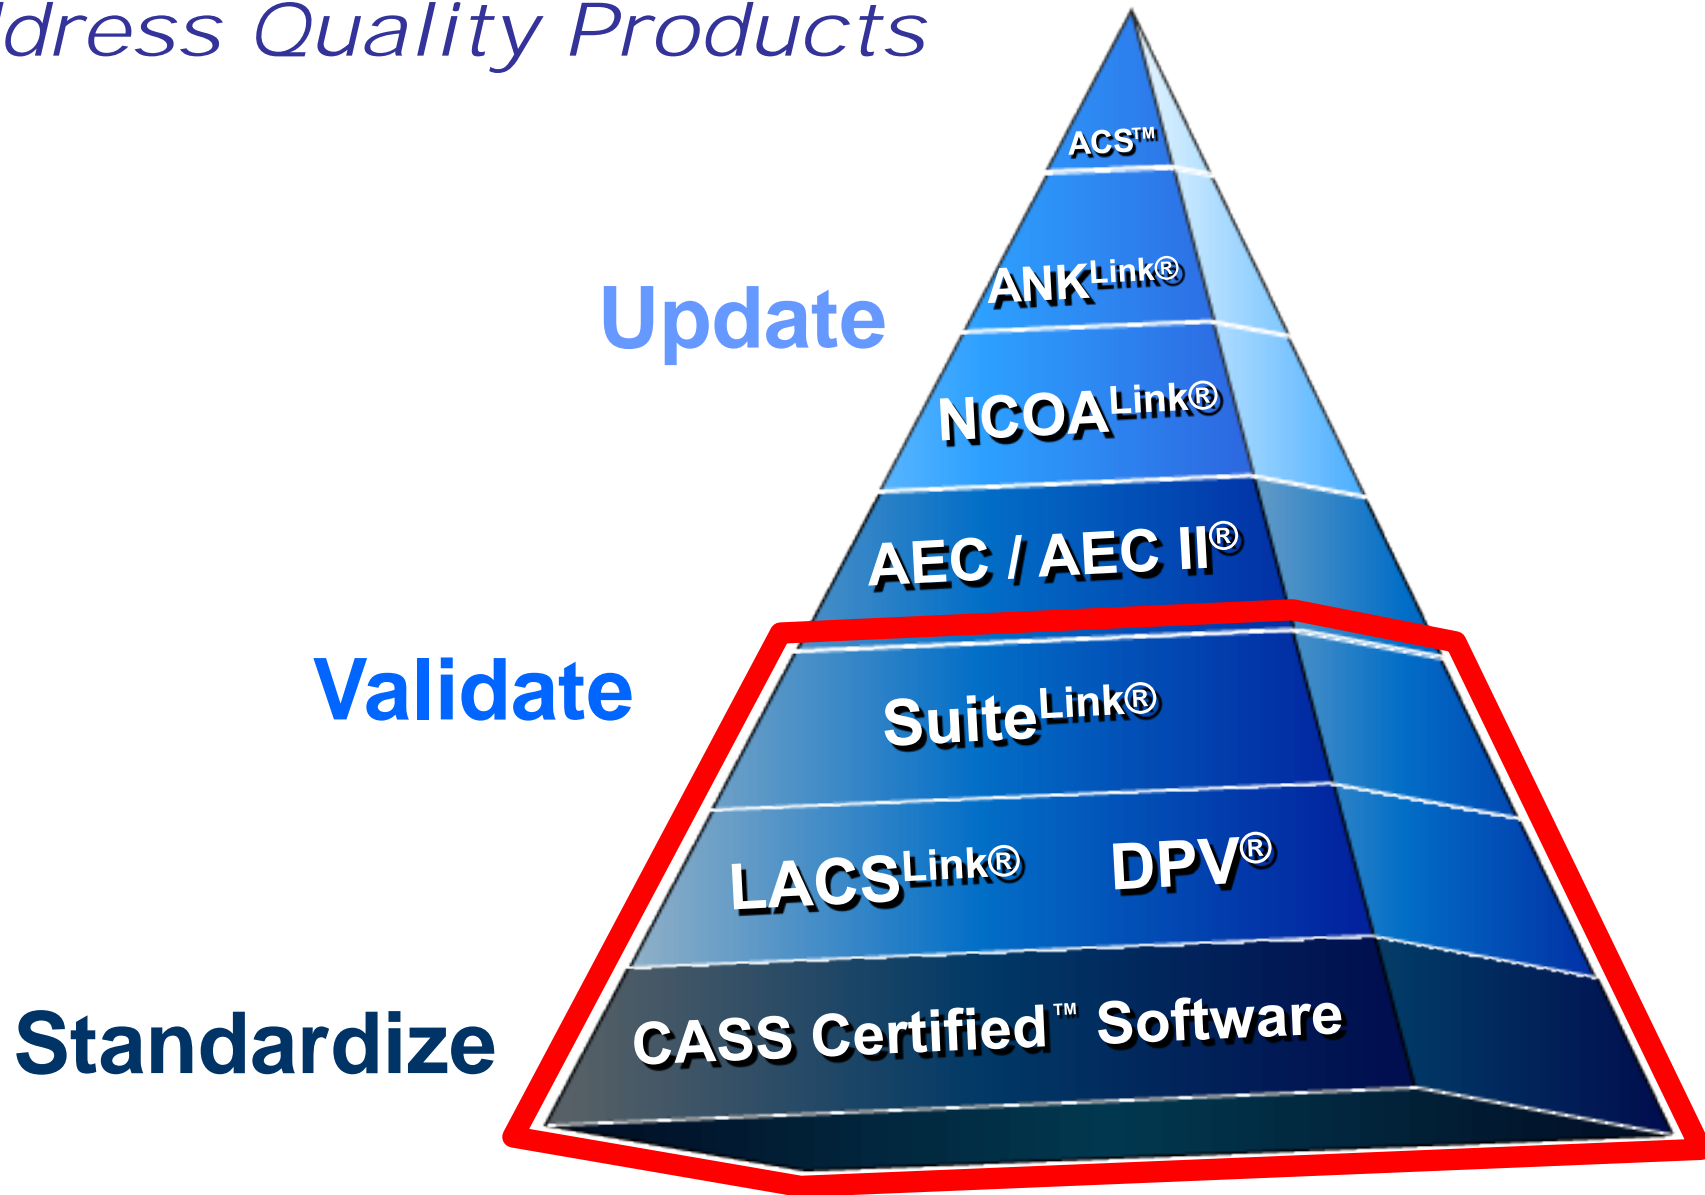 dress Quality Products
ACS™
ANKLink®
Update
NCOALink®
AEC / AEC II®
Validate
SuiteLink®
LACSLink® DPV®
CASS Certified™ Software
Standardize